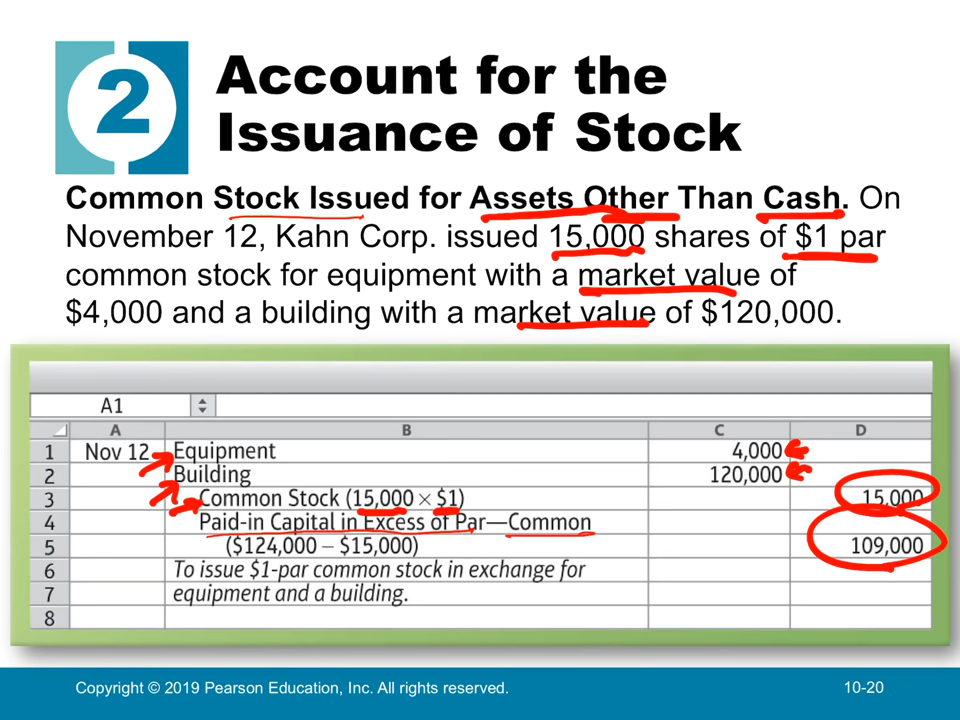 2
Account for the
Issuance of Stock
Common Stock Issued for Assets Other Than Cash. On
November 12, Kahn Corp. issued 15,000 shares of $1 par
common stock for equipment with a market value of
$4,000 and a building with a market value of $120,000.
A1
A B C D
1 Nov 12 Equipment 4,000
2 Building 120,000
3 Common Stock (15,000 × $1) 15,000
4 Paid-in Capital in Excess of Par—Common
5 ($124,000 – $15,000) 109,000
6 To issue $1-par common stock in exchange for
7 equipment and a building.
8
Copyright © 2019 Pearson Education, Inc. All rights reserved. 10-20